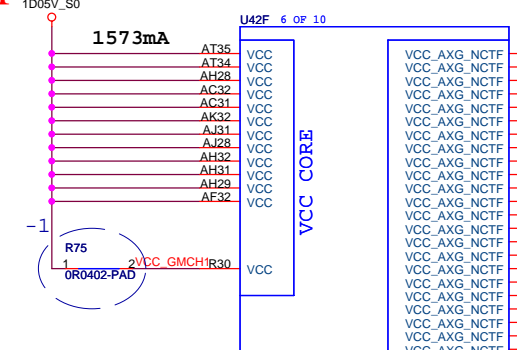 1D05V_S0
U42F 6 OF 10
1573mA
AT35 VCC VCC_AXG_NCTF
AT34 VCC VCC_AXG_NCTF
AH28 VCC VCC_AXG_NCTF
AC32 VCC VCC_AXG_NCTF
AC31 VCC VCC_AXG_NCTF
AK32 VCC VCC_AXG_NCTF
AJ31 VCC VCC_AXG_NCTF
AJ28 VCC VCC_AXG_NCTF
AH32 VCC VCC_AXG_NCTF
AH31 VCC VCC_AXG_NCTF
AH29 VCC VCC_AXG_NCTF
AF32 VCC VCC_AXG_NCTF
VCC CORE
VCC_AXG_NCTF
-1
VCC_AXG_NCTF
R75
VCC_AXG_NCTF
VCC_AXG_NCTF
1 2 VCC_GMCH1 R30 VCC VCC_AXG_NCTF
0R0402-PAD
VCC_AXG_NCTF
VCC_AXG_NCTF
VCC_AXG_NCTF
VCC_AXG_NCTF
VCC_AXG_NCTF